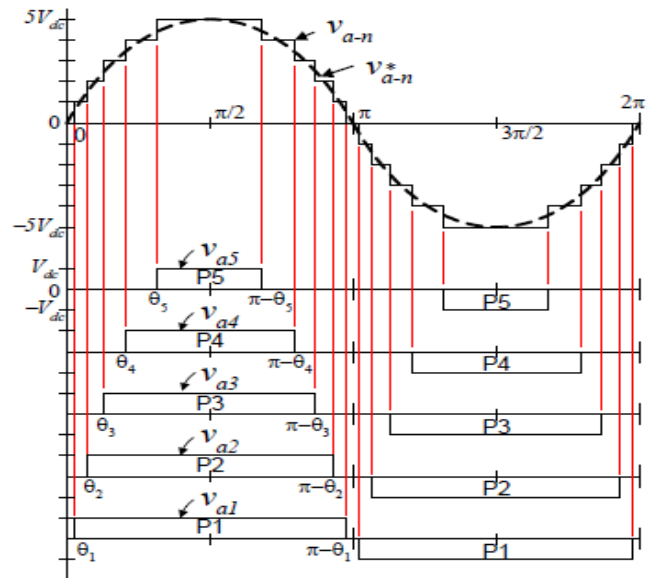 5V_dc
v_a-n
v*_a-n
0
0
π/2
π
3π/2
2π
−5V_dc
V_dc
v_a5
0
P5
P5
−V_dc
θ_5
π−θ_5
v_a4
P4
P4
θ_4
π−θ_4
v_a3
P3
P3
θ_3
π−θ_3
v_a2
P2
P2
θ_2
π−θ_2
v_a1
P1
P1
θ_1
π−θ_1